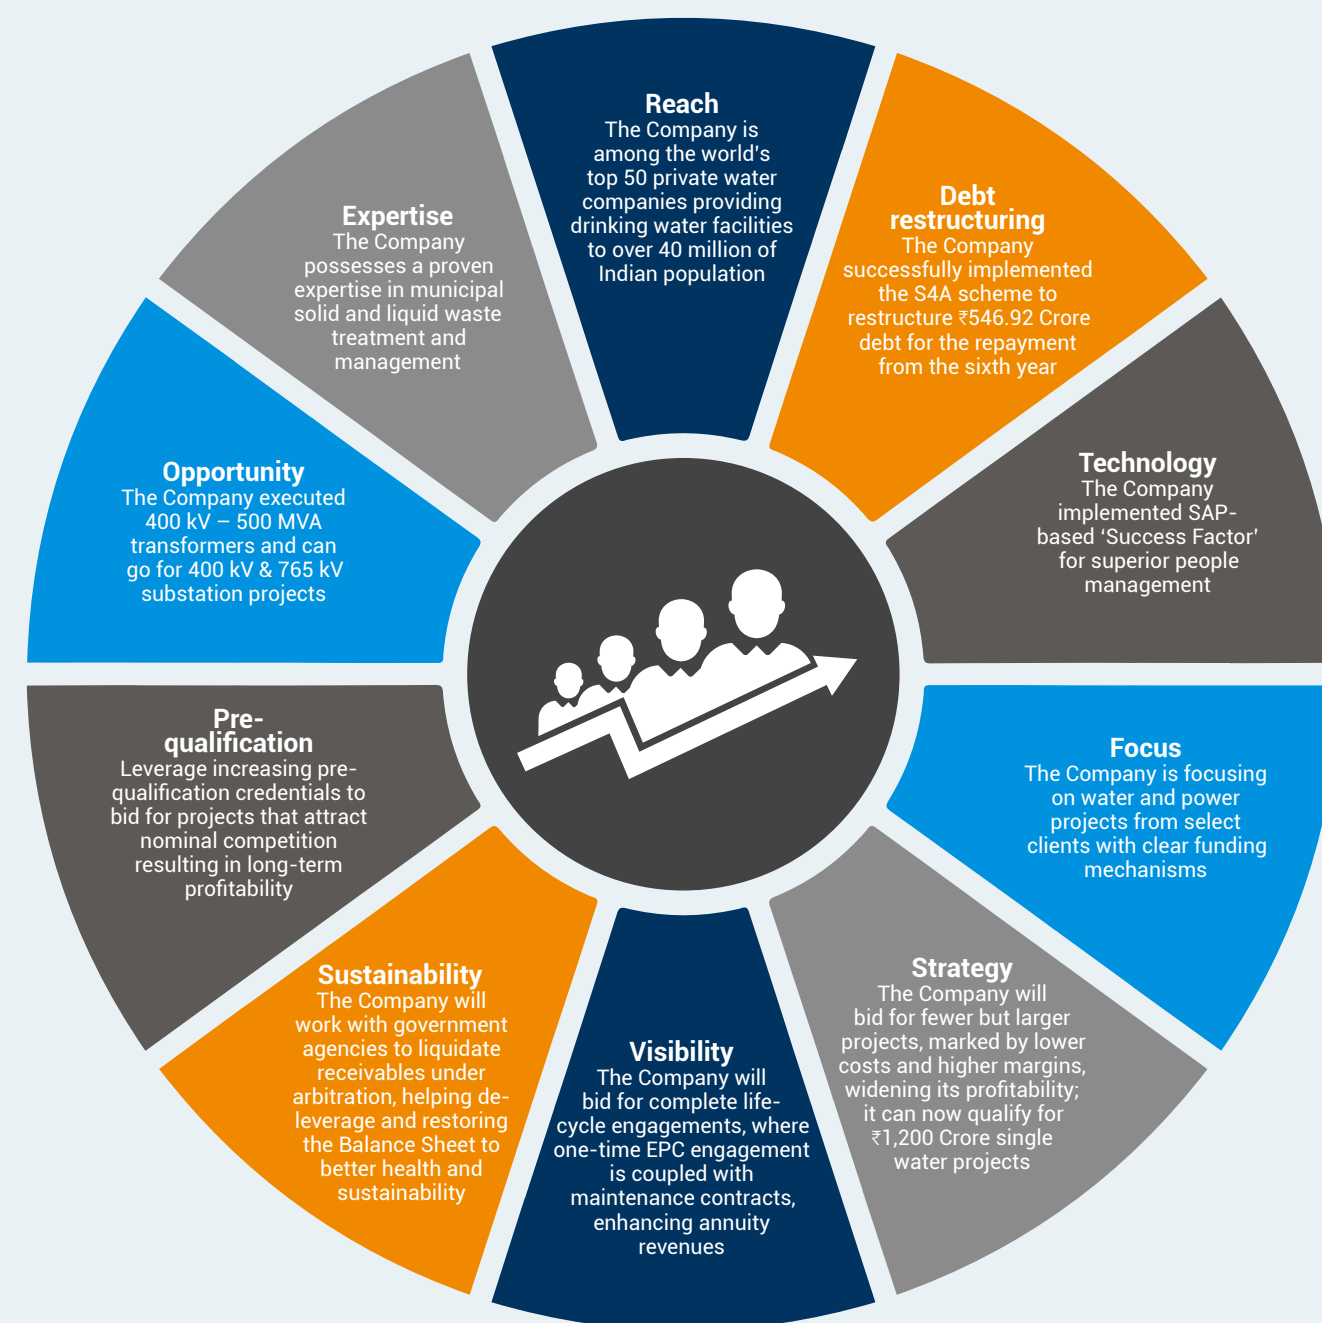 Reach
The Company is
among the world's
top 50 private water
companies providing
drinking water facilities
to over 40 million of
Indian population
Debt
restructuring
The Company
successfully implemented
the S4A scheme to
restructure ₹546.92 Crore
debt for the repayment
from the sixth year
Technology
The Company
implemented SAP-
based ‘Success Factor’
for superior people
management
Focus
The Company is focusing
on water and power
projects from select
clients with clear funding
mechanisms
Strategy
The Company will
bid for fewer but larger
projects, marked by lower
costs and higher margins,
widening its profitability;
it can now qualify for
₹1,200 Crore single
water projects
Visibility
The Company will
bid for complete life-
cycle engagements, where
one-time EPC engagement
is coupled with
maintenance contracts,
enhancing annuity
revenues
Sustainability
The Company will
work with government
agencies to liquidate
receivables under
arbitration, helping de-
leverage and restoring
the Balance Sheet to
better health and
sustainability
Pre-
qualification
Leverage increasing pre-
qualification credentials to
bid for projects that attract
nominal competition
resulting in long-term
profitability
Opportunity
The Company executed
400 kV – 500 MVA
transformers and can
go for 400 kV & 765 kV
substation projects
Expertise
The Company
possesses a proven
expertise in municipal
solid and liquid waste
treatment and
management